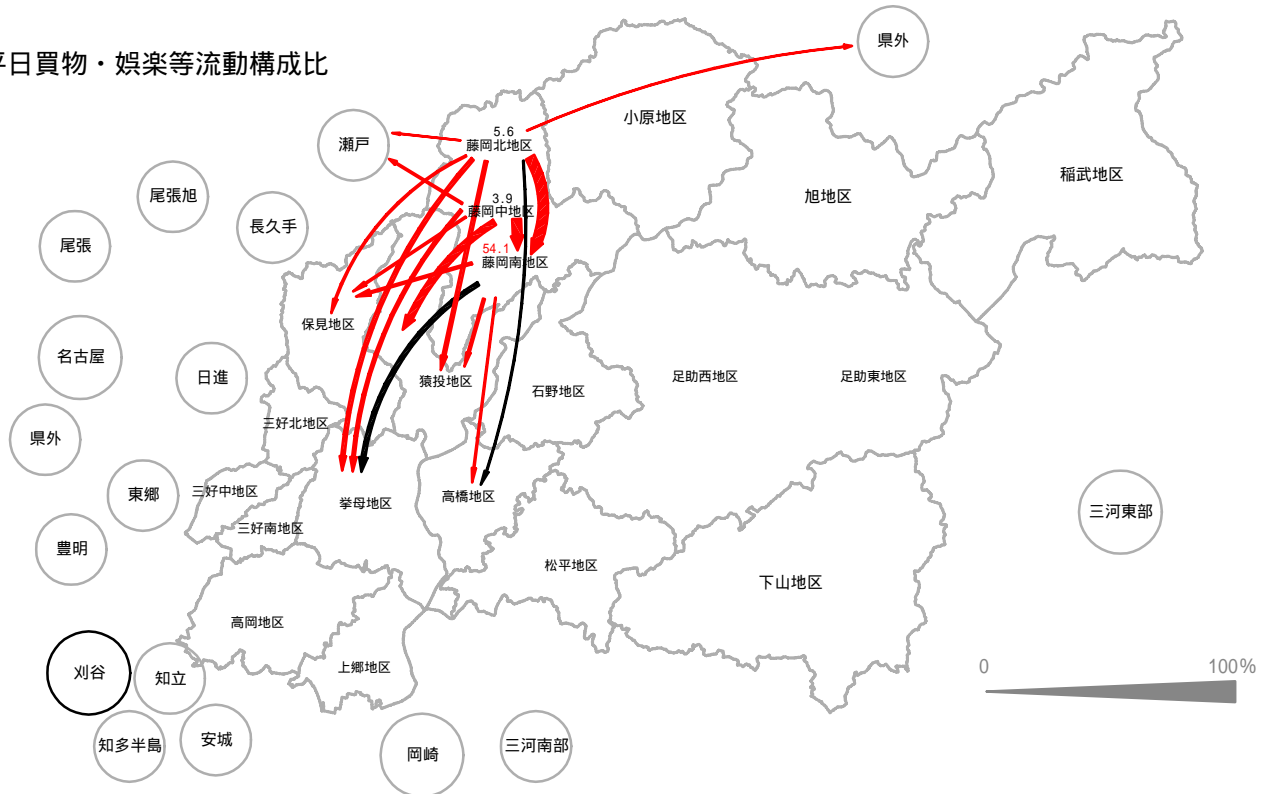 平日買物・娯楽等流動構成比
県外
小原地区
5.6
藤岡北地区
瀬戸
稲武地区
旭地区
尾張旭
3.9
藤岡中地区
長久手
尾張
54.1
藤岡南地区
保見地区
名古屋
日進
猿投地区
石野地区
足助西地区
足助東地区
三好北地区
県外
東郷
三好中地区
挙母地区
高橋地区
三河東部
三好南地区
豊明
松平地区
下山地区
高岡地区
上郷地区
刈谷
知立
0
100%
知多半島
安城
岡崎
三河南部